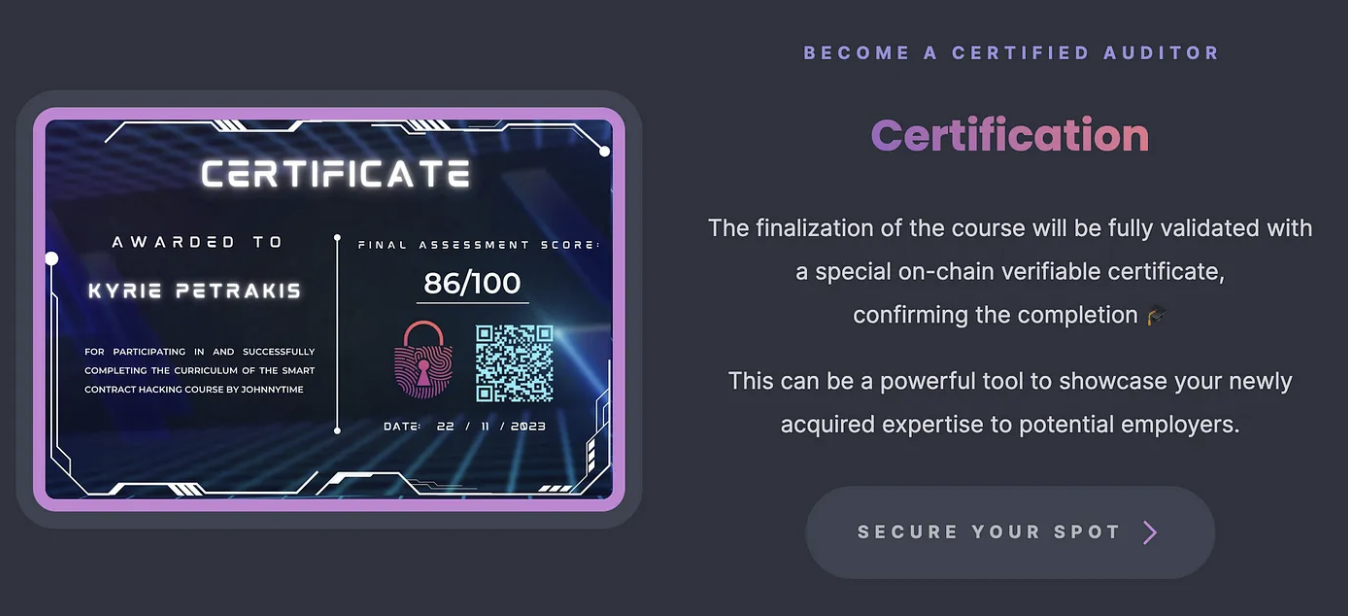 CERTIFICATE
AWARDED TO
KYRIE PETRAKIS
FOR PARTICIPATING IN AND SUCCESSFULLY
COMPLETING THE CURRICULUM OF THE SMART
CONTRACT HACKING COURSE BY JOHNNYTIME
FINAL ASSESSMENT SCORE:
86/100
DATE: 22 / 11 / 2023
BECOME A CERTIFIED AUDITOR
Certification
The finalization of the course will be fully validated with
a special on-chain verifiable certificate,
confirming the completion 🎓
This can be a powerful tool to showcase your newly
acquired expertise to potential employers.
SECURE YOUR SPOT